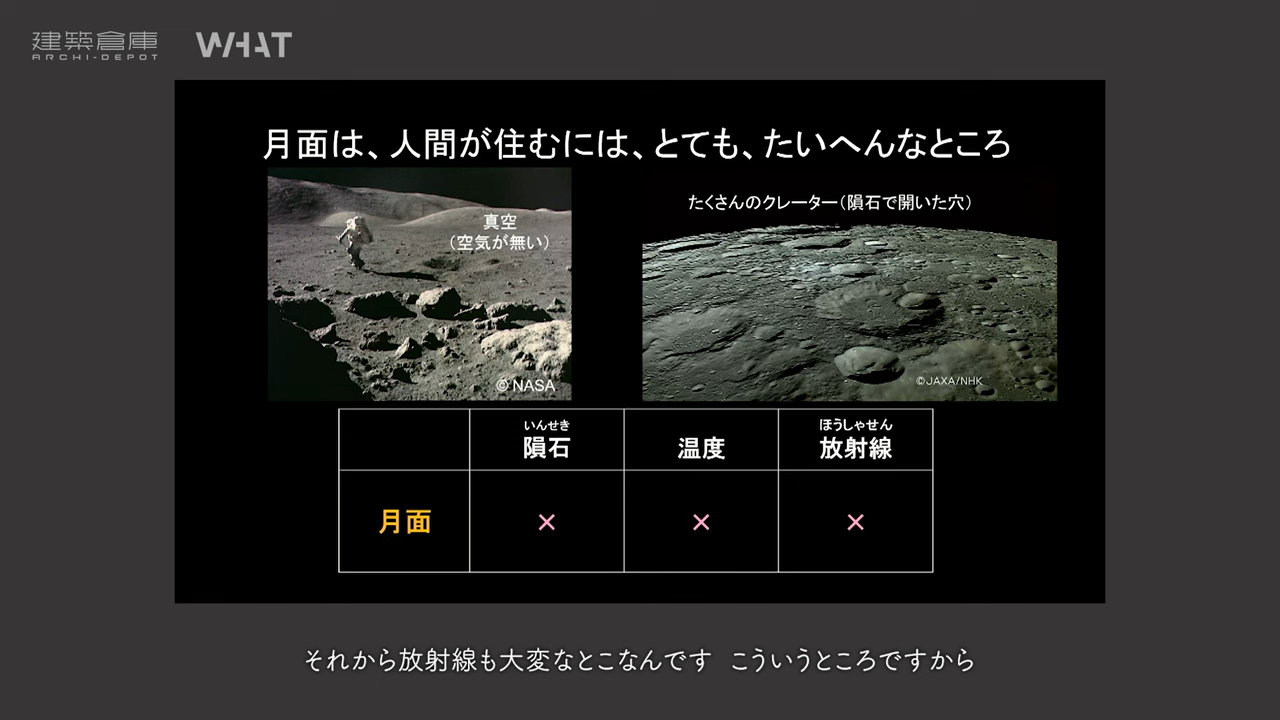 建築倉庫
ARCHI-DEPOT
WHAT
月面は、人間が住むには、とても、たいへんなところ
真空
（空気が無い）
© NASA
たくさんのクレーター（隕石で開いた穴）
©JAXA/NHK
いんせき
隕石
温度
ほうしゃせん
放射線
月面
×
×
×
それから放射線も大変なとこなんです こういうところですから